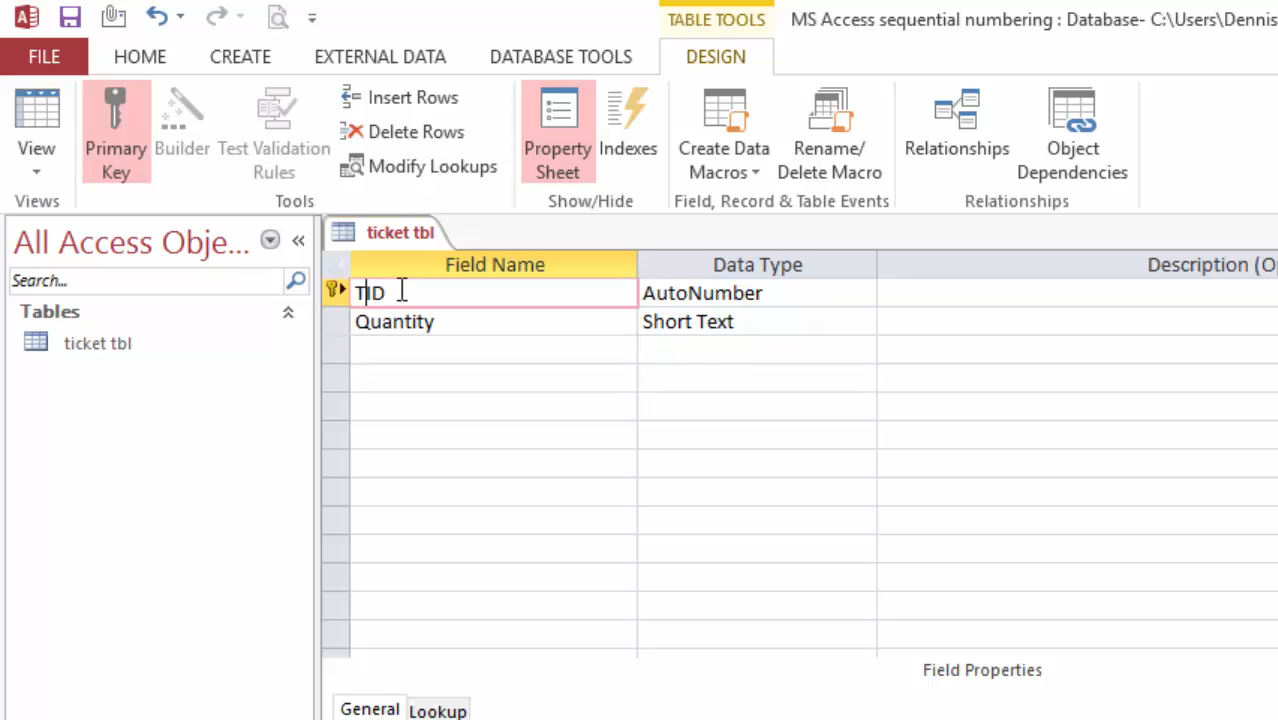 TABLE TOOLS
MS Access sequential numbering : Database- C:\Users\Dennis
FILE
HOME
CREATE
EXTERNAL DATA
DATABASE TOOLS
DESIGN
View
Primary
Key
Builder
Test Validation
Rules
Insert Rows
Delete Rows
Modify Lookups
Property
Sheet
Indexes
Create Data
Macros
Rename/
Delete Macro
Relationships
Object
Dependencies
Views
Tools
Show/Hide
Field, Record & Table Events
Relationships
All Access Obje...
Search...
Tables
ticket tbl
ticket tbl
Field Name
Data Type
Description (O
TID
AutoNumber
Quantity
Short Text
Field Properties
General
Lookup